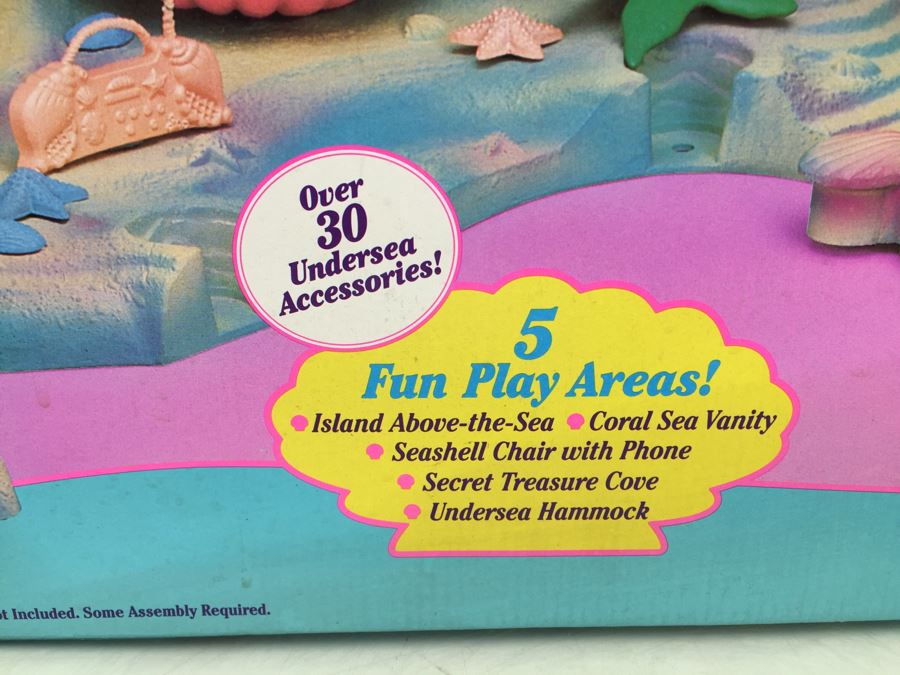 Over
30
Undersea
Accessories!
5
Fun Play Areas!
Island Above-the-Sea Coral Sea Vanity
Seashell Chair with Phone
Secret Treasure Cove
Undersea Hammock
Included. Some Assembly Required.